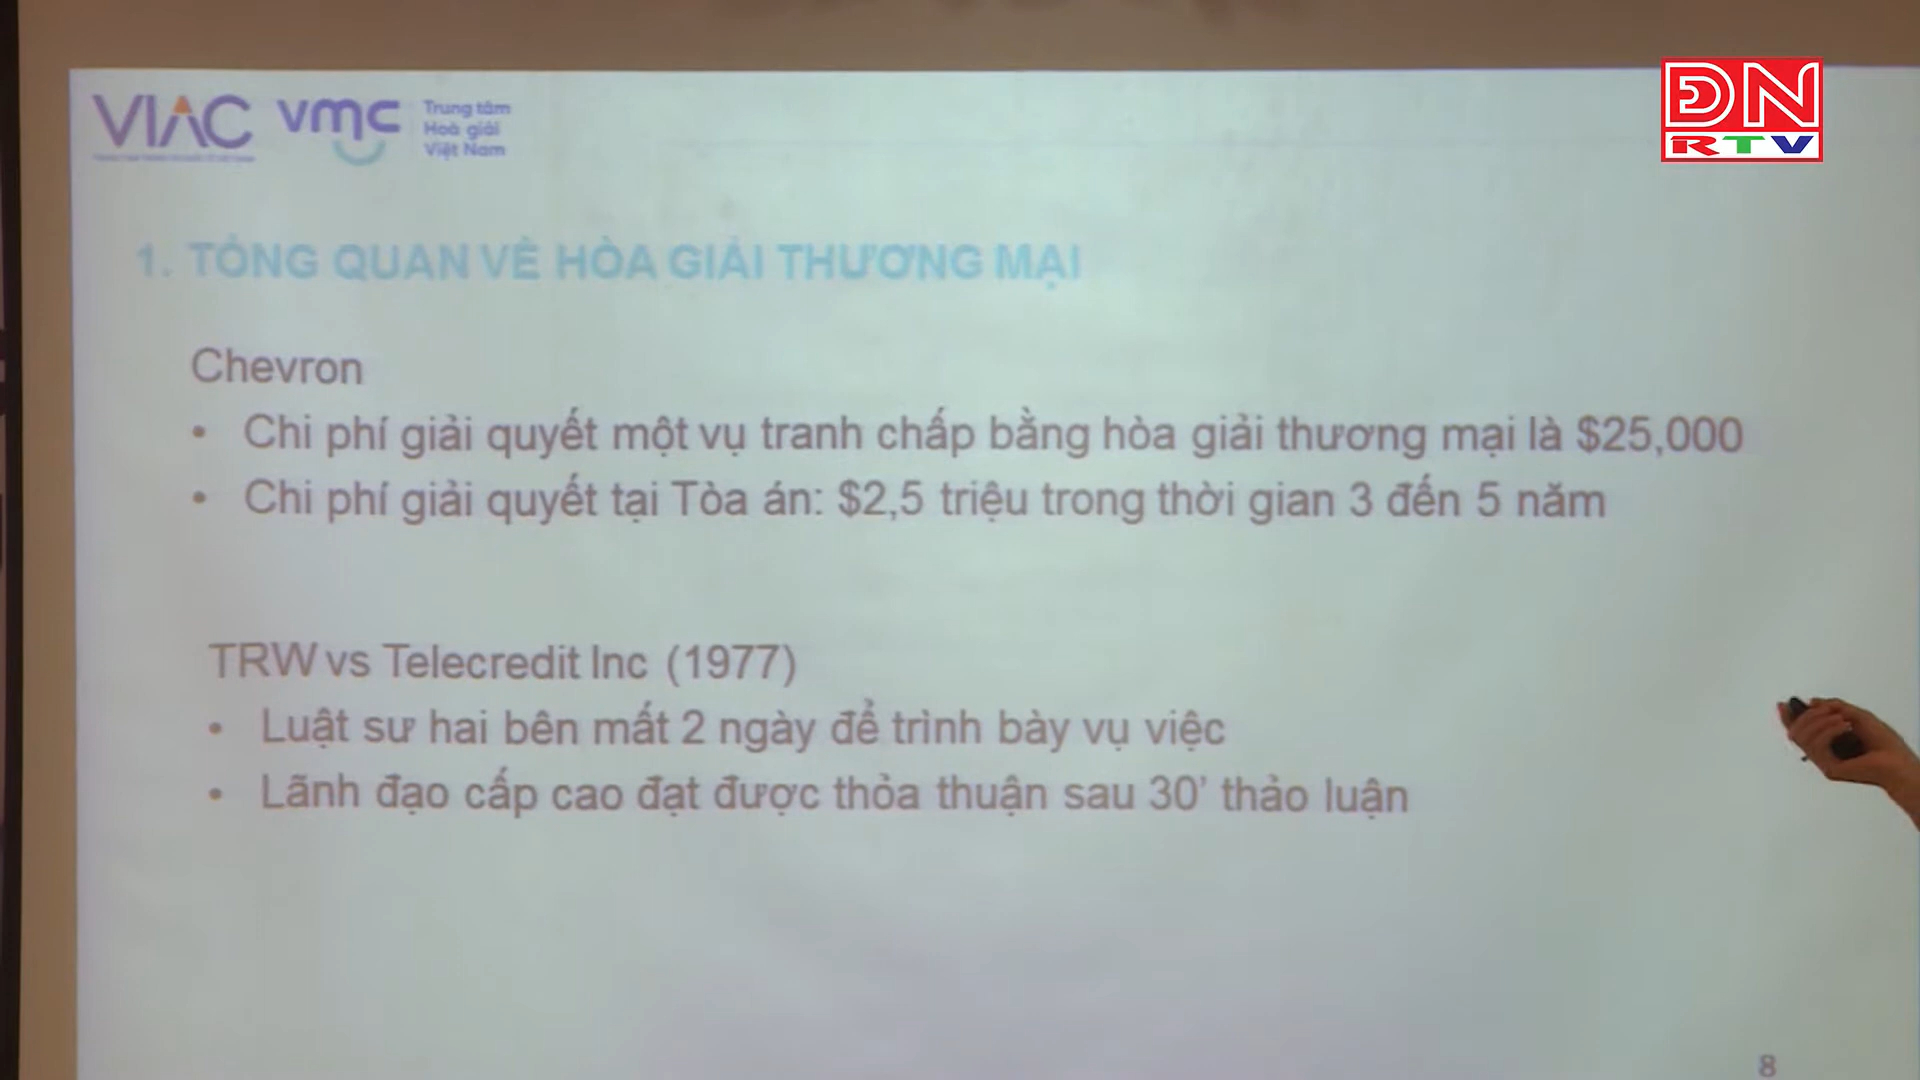 VIAC vmc Trung tâm
Hoà giải
Việt Nam
ĐN
RTV
1. TỔNG QUAN VỀ HÒA GIẢI THƯƠNG MẠI
Chevron
• Chi phí giải quyết một vụ tranh chấp bằng hòa giải thương mại là $25,000
• Chi phí giải quyết tại Tòa án: $2,5 triệu trong thời gian 3 đến 5 năm
TRW vs Telecredit Inc (1977)
• Luật sư hai bên mất 2 ngày để trình bày vụ việc
• Lãnh đạo cấp cao đạt được thỏa thuận sau 30’ thảo luận
8